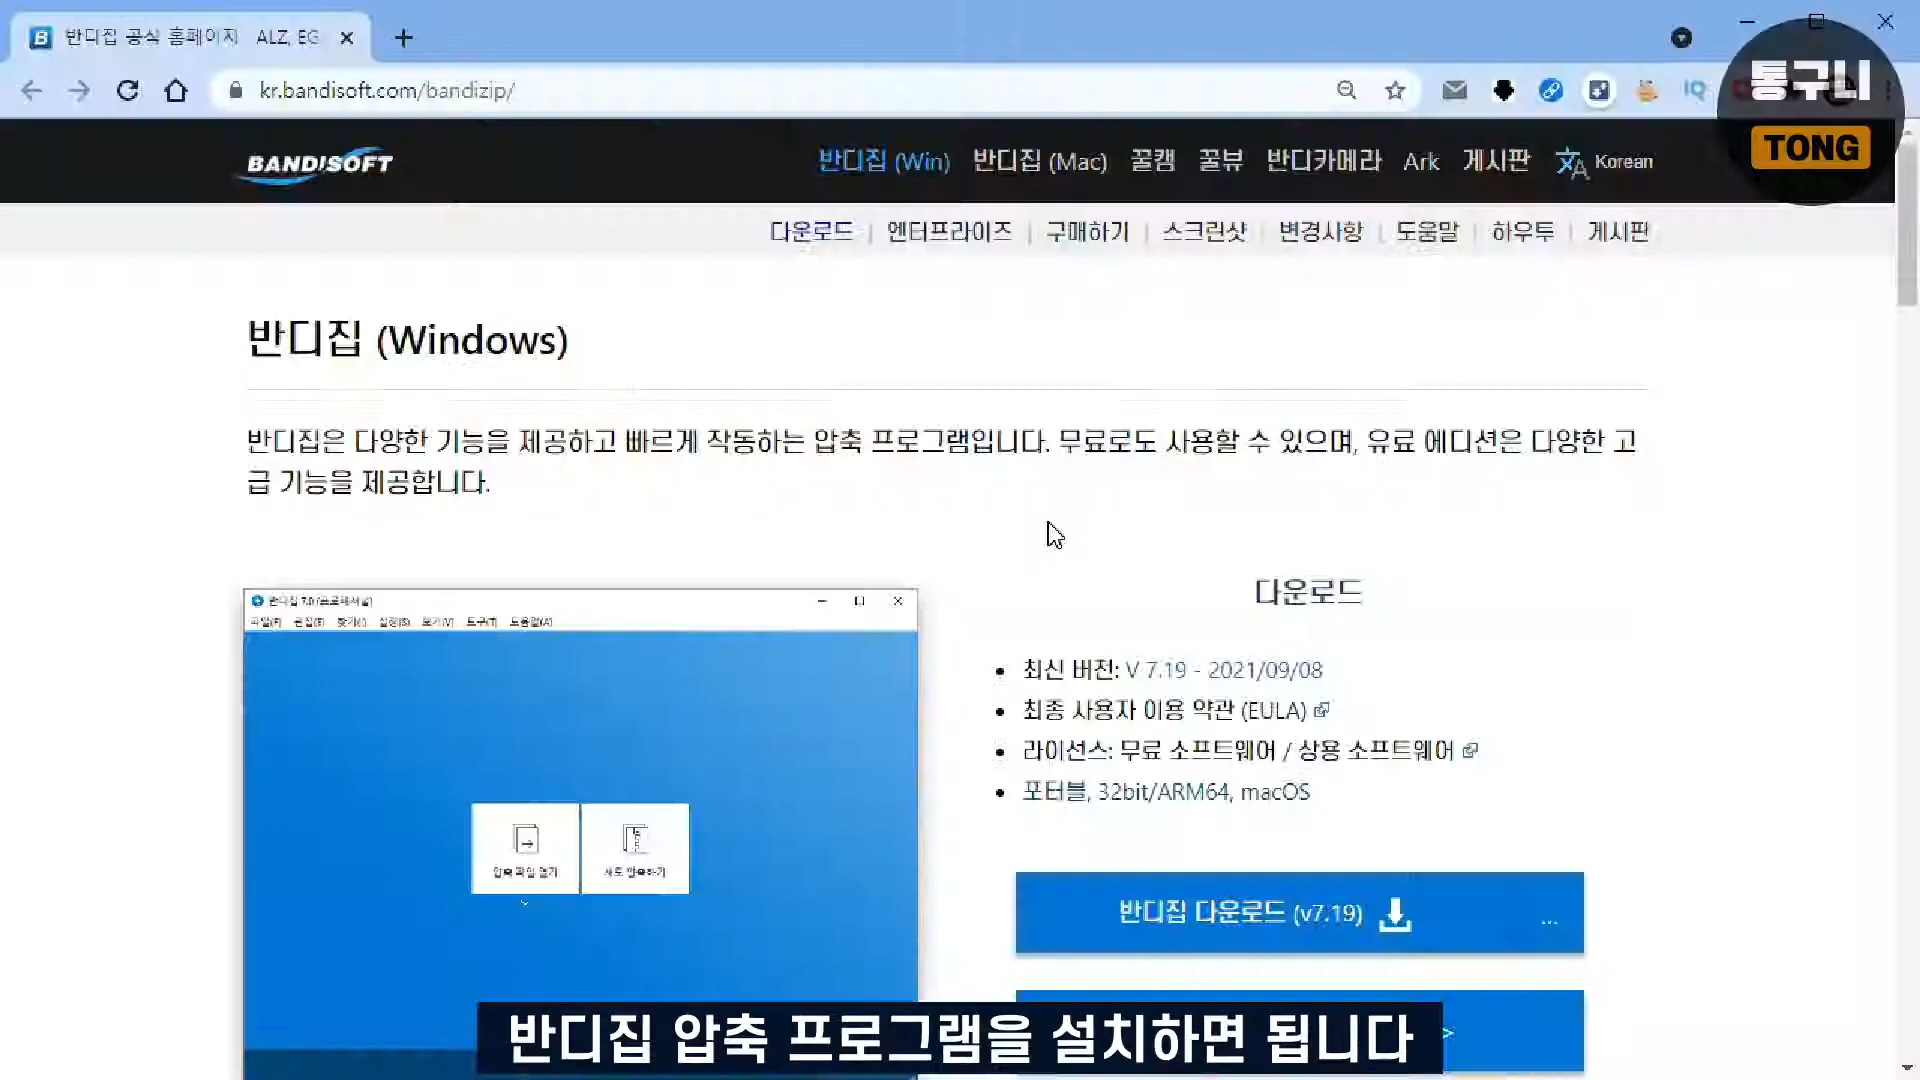 반디집 공식 홈페이지 ALZ, EG
kr.bandisoft.com/bandizip/
IQ
통구니
TONG
BANDISOFT
반디집 (Win) 반디집 (Mac) 꿀캠 꿀뷰 반디카메라 Ark 게시판 Korean
다운로드 | 엔터프라이즈 | 구매하기 | 스크린샷 | 변경사항 | 도움말 | 하우투 | 게시판
반디집 (Windows)
반디집은 다양한 기능을 제공하고 빠르게 작동하는 압축 프로그램입니다. 무료로도 사용할 수 있으며, 유료 에디션은 다양한 고
급 기능을 제공합니다.
반디집 7.0 (프로페셔널)
파일(F) 편집(E) 찾기(I) 설정(S) 보기(V) 도구(T) 도움말(A)
압축 파일 열기 새로 압축하기
다운로드
최신 버전: V 7.19 - 2021/09/08
최종 사용자 이용 약관 (EULA)
라이선스: 무료 소프트웨어 / 상용 소프트웨어
포터블, 32bit/ARM64, macOS
반디집 다운로드 (v7.19) ...
>
반디집 압축 프로그램을 설치하면 됩니다